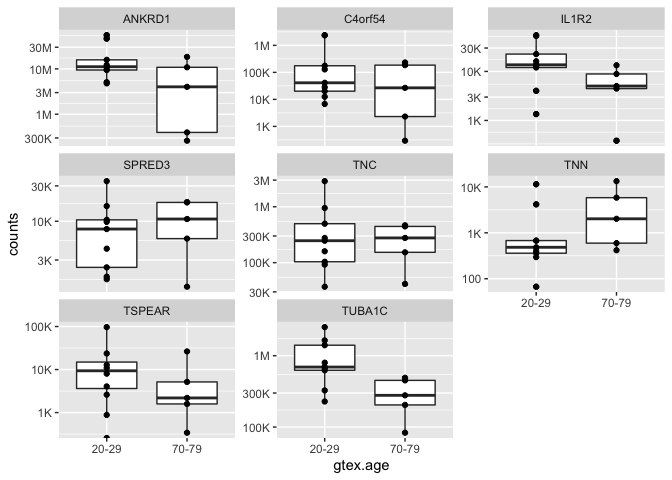 ANKRD1 C4orf54 IL1R2
30M 10M 3M 1M 300K
1M 100K 10K 1K
30K 10K 3K 1K
SPRED3 TNC TNN
30K 10K 3K
3M 1M 300K 100K 30K
10K 1K 100
20-29 70-79
TSPEAR TUBA1C
100K 10K 1K
1M 300K 100K
20-29 70-79 20-29 70-79
counts
gtex.age